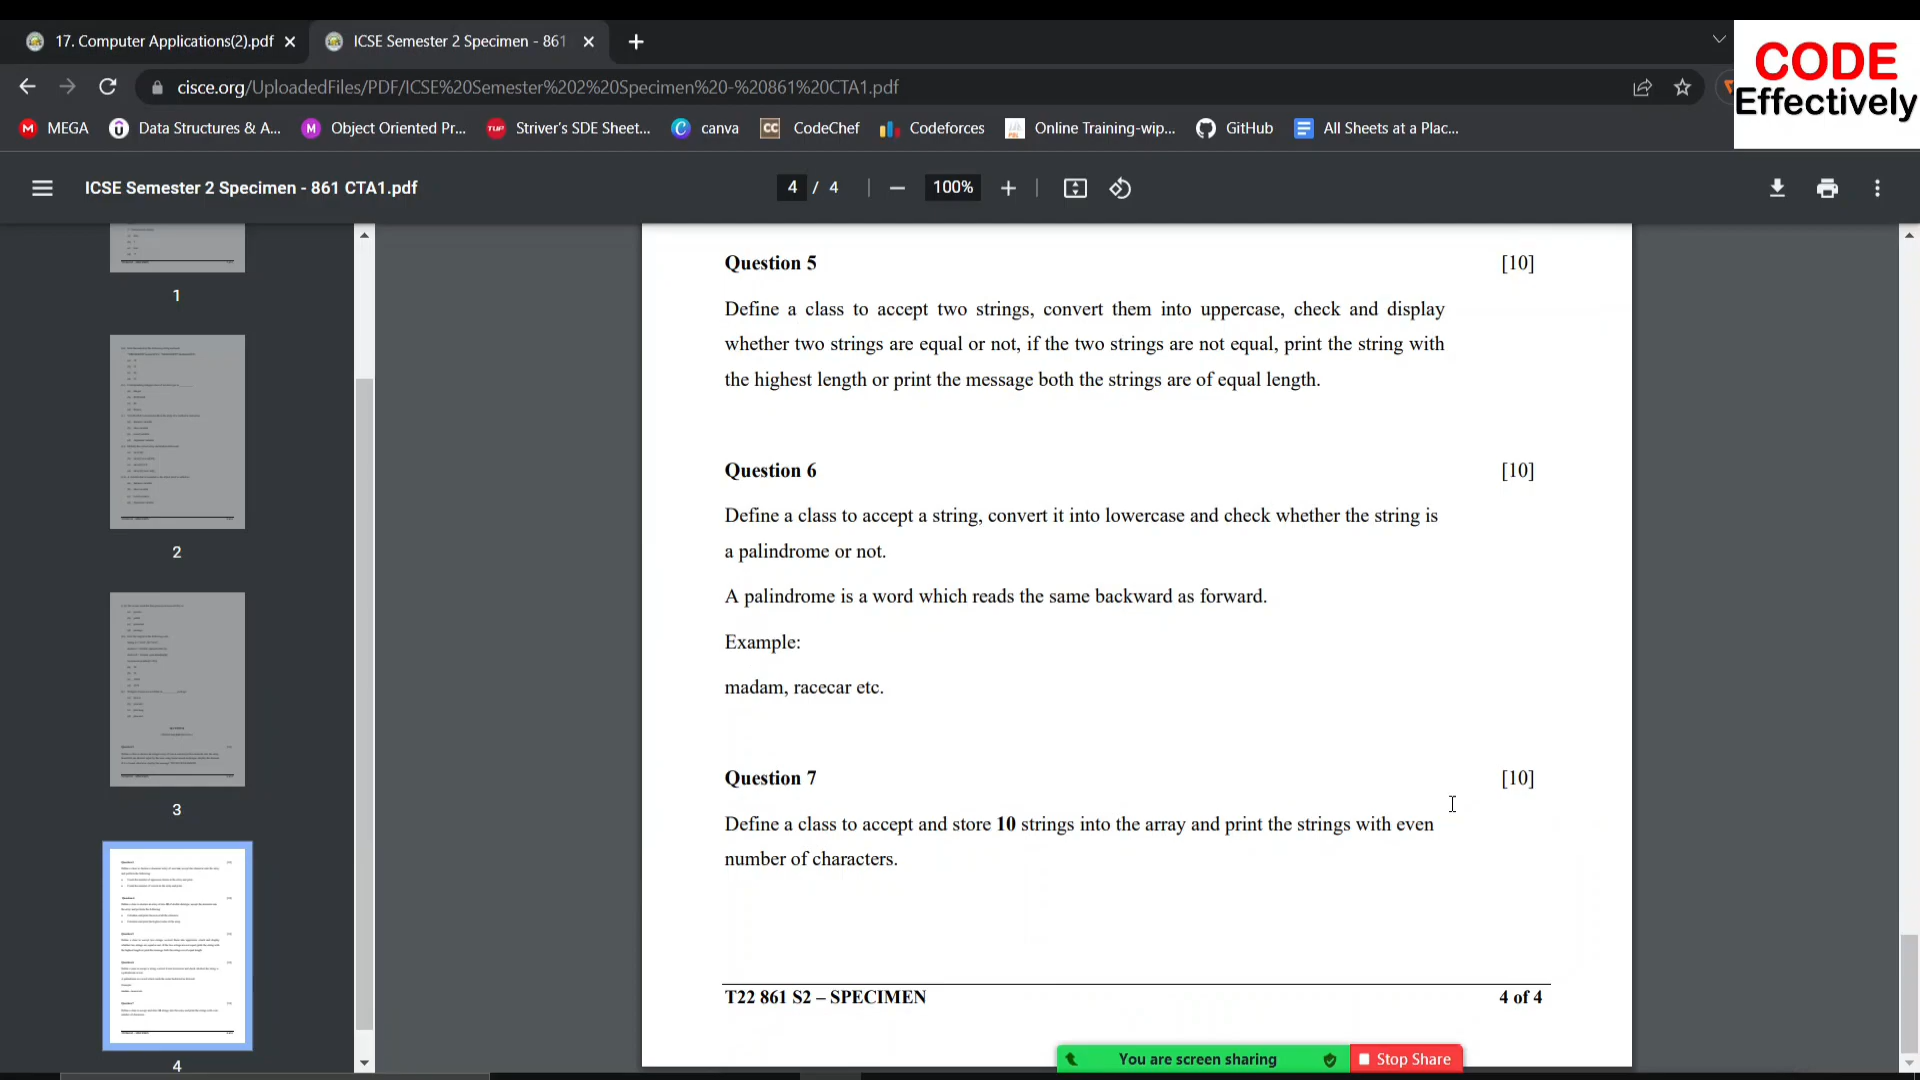 17. Computer Applications(2).pdf
ICSE Semester 2 Specimen - 861
CODE
Effectively
cisce.org/UploadedFiles/PDF/ICSE%20Semester%202%20Specimen%20-%20861%20CTA1.pdf
MEGA
Data Structures & A...
Object Oriented Pr...
TUF
Striver's SDE Sheet...
canva
CC
CodeChef
Codeforces
Online Training-wip...
GitHub
All Sheets at a Plac...
ICSE Semester 2 Specimen - 861 CTA1.pdf
4 / 4
100%
1
2
3
4
Question 5 [10]
Define a class to accept two strings, convert them into uppercase, check and display
whether two strings are equal or not, if the two strings are not equal, print the string with
the highest length or print the message both the strings are of equal length.
Question 6 [10]
Define a class to accept a string, convert it into lowercase and check whether the string is
a palindrome or not.
A palindrome is a word which reads the same backward as forward.
Example:
madam, racecar etc.
Question 7 [10]
Define a class to accept and store 10 strings into the array and print the strings with even
number of characters.
T22 861 S2 – SPECIMEN 4 of 4
You are screen sharing
Stop Share